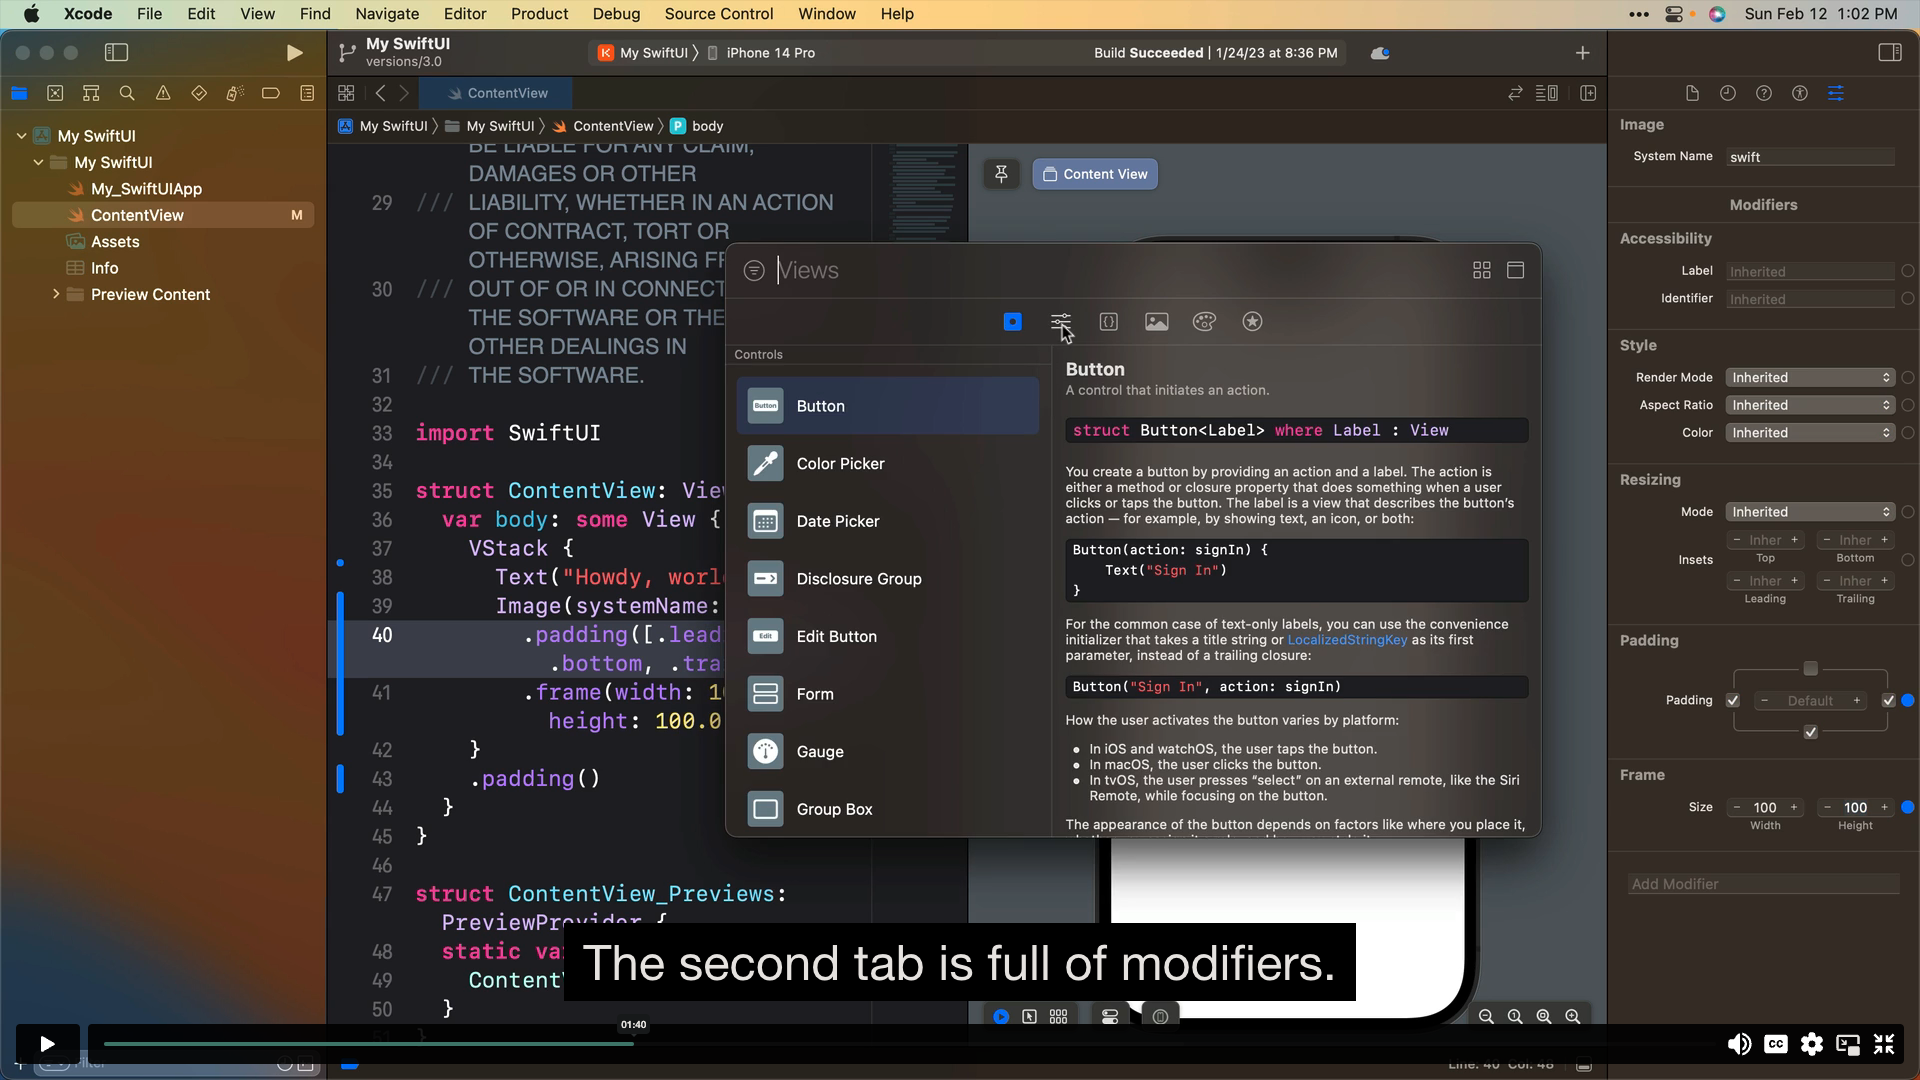 Xcode File Edit View Find Navigate Editor Product Debug Source Control Window Help Sun Feb 12 1:02 PM
My SwiftUI
versions/3.0
My SwiftUI iPhone 14 Pro
Build Succeeded | 1/24/23 at 8:36 PM
ContentView
My SwiftUI My SwiftUI ContentView P body
My SwiftUI
My SwiftUI
My_SwiftUIApp
ContentView M
Assets
Info
Preview Content
BE LIABLE FOR ANY CLAIM,
DAMAGES OR OTHER
29 /// LIABILITY, WHETHER IN AN ACTION
OF CONTRACT, TORT OR
OTHERWISE, ARISING
30 /// OUT OF OR IN
THE SOFTWARE OR THE
OTHER DEALINGS IN
31 /// THE SOFTWARE.
32
33 import SwiftUI
34
35 struct ContentView:
36 var body: some View {
37 VStack {
38 Text("Howdy,
39 Image(systemName:
40 .padding([
.bottom,
41 .frame(width:
height: 100.0
42 }
43 .padding()
44 }
45 }
46
47 struct ContentView_Previews:
PreviewProvider {
48 static
49
50 }
Content View
Views
Controls
Button
Button
Color Picker
Date Picker
Disclosure Group
Edit
Edit Button
Form
Gauge
Group Box
Button
A control that initiates an action.
struct Button<Label> where Label : View
You create a button by providing an action and a label. The action is
either a method or closure property that does something when a user
clicks or taps the button. The label is a view that describes the button's
action — for example, by showing text, an icon, or both:
Button(action: signIn) {
Text("Sign In")
}
For the common case of text-only labels, you can use the convenience
initializer that takes a title string or LocalizedStringKey as its first
parameter, instead of a trailing closure:
Button("Sign In", action: signIn)
How the user activates the button varies by platform:
• In iOS and watchOS, the user taps the button.
• In macOS, the user clicks the button.
• In tvOS, the user presses “select” on an external remote, like the Siri
Remote, while focusing on the button.
The appearance of the button depends on factors like where you place it,
Image
System Name swift
Modifiers
Accessibility
Label Inherited
Identifier Inherited
Style
Render Mode Inherited
Aspect Ratio Inherited
Color Inherited
Resizing
Mode Inherited
Insets
- Inher + - Inher +
Top Bottom
- Inher + - Inher +
Leading Trailing
Padding
Padding - Default +
Frame
Size - 100 + - 100 +
Width Height
Add Modifier
The second tab is full of modifiers.
01:40
CC
Filter
Line: 40 Col: 48